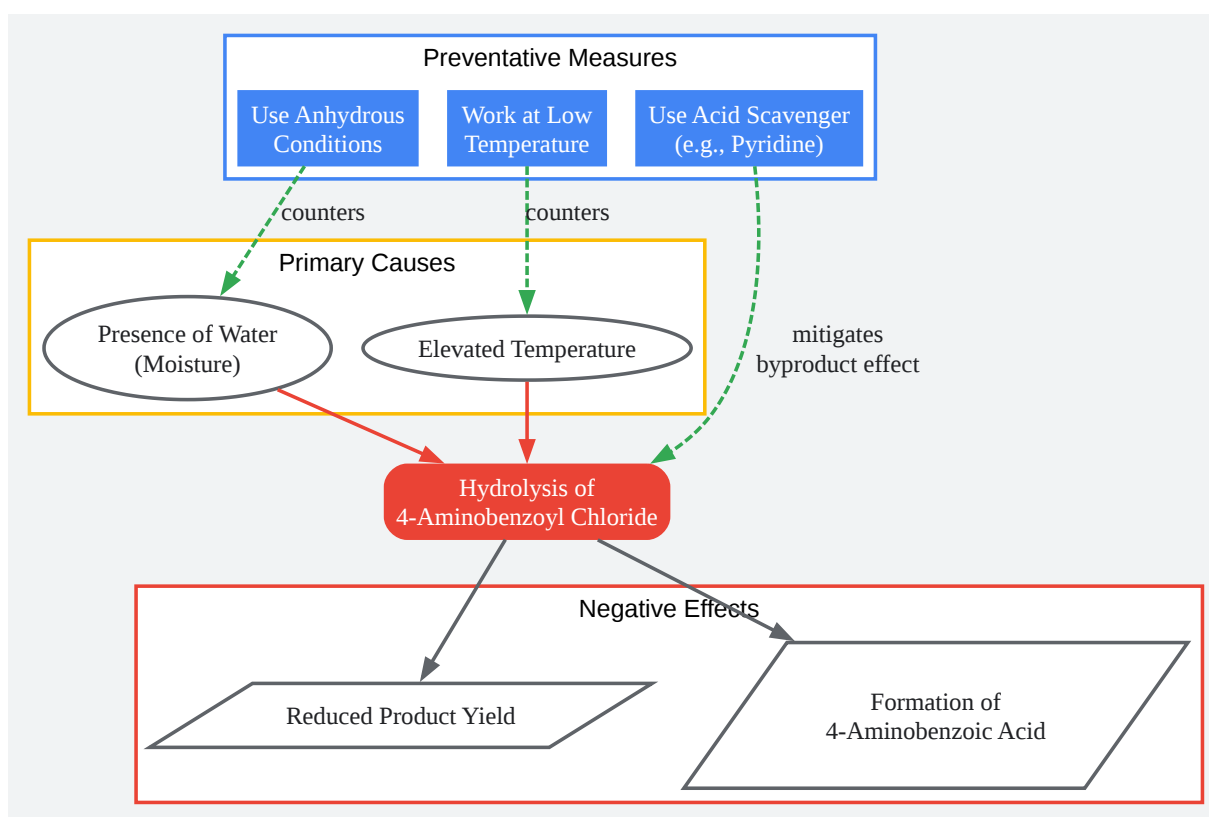 Preventative Measures
Use Anhydrous
Conditions
Work at Low
Temperature
Use Acid Scavenger
(e.g., Pyridine)
counters
counters
Primary Causes
Presence of Water
(Moisture)
Elevated Temperature
mitigates
byproduct effect
Hydrolysis of
4-Aminobenzoyl Chloride
Negative Effects
Reduced Product Yield
Formation of
4-Aminobenzoic Acid